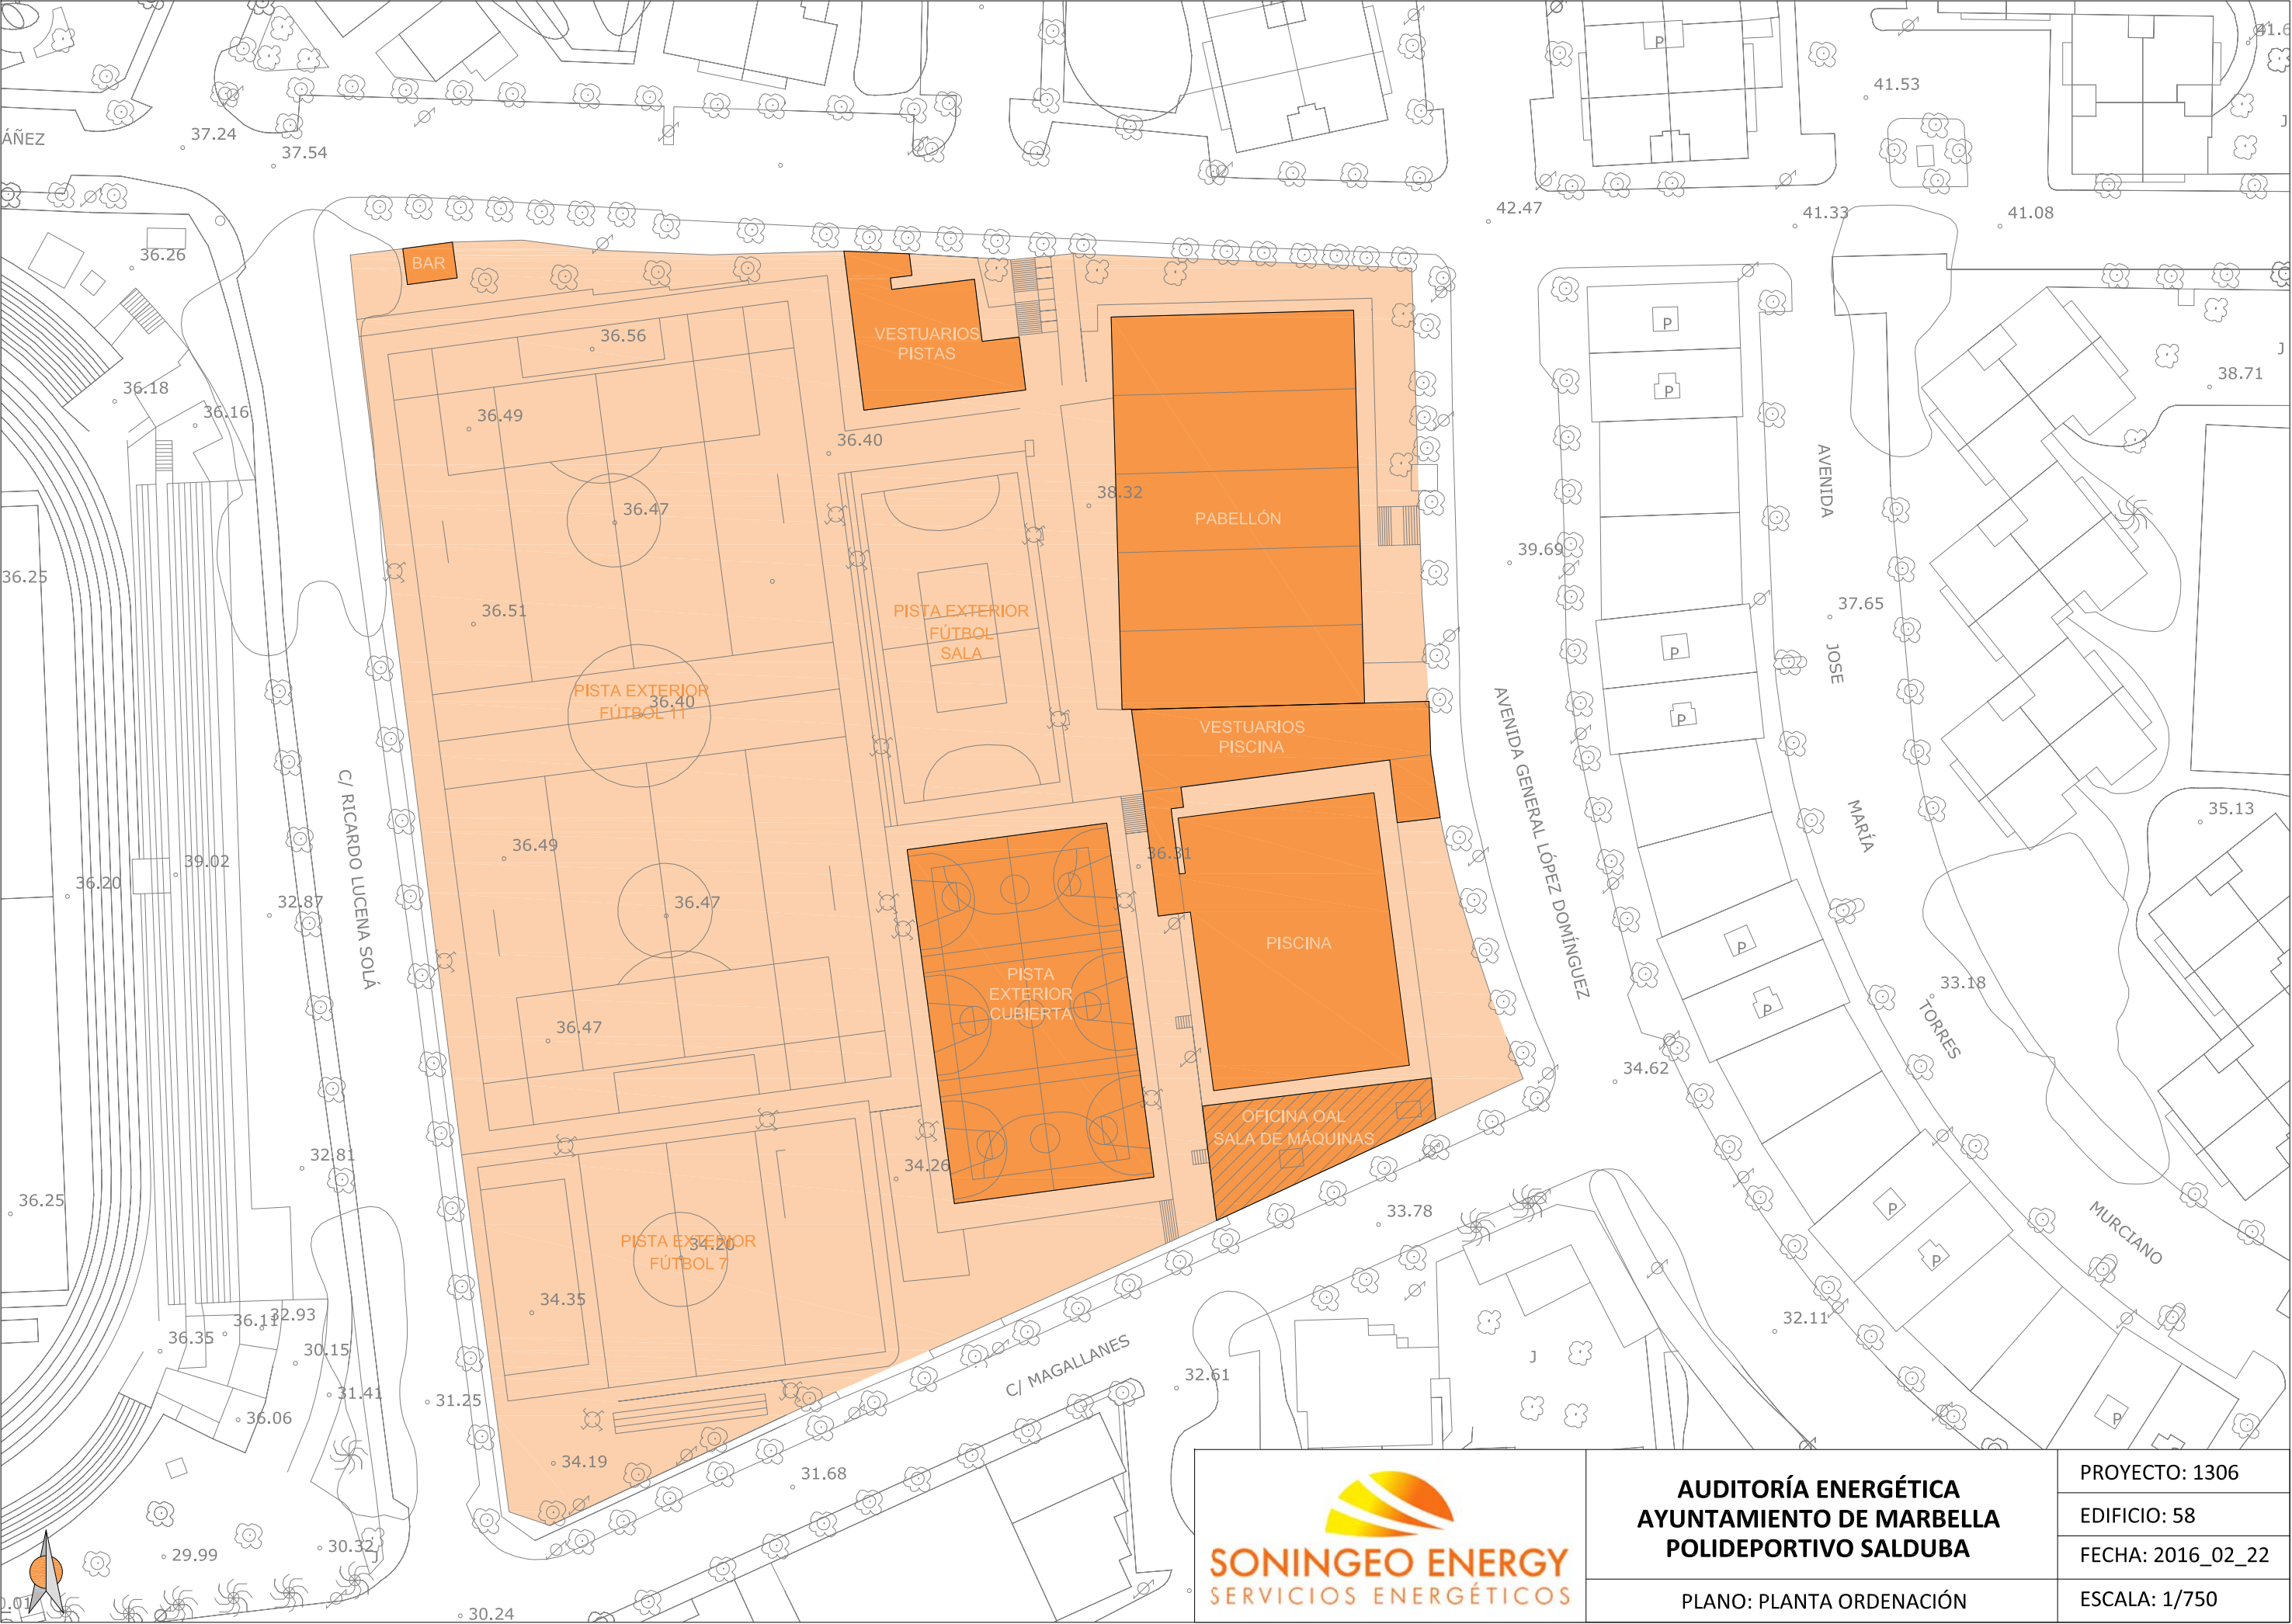 41.6
41.53
ÁÑEZ
37.24
37.54
42.47
41.33
41.08
36.26
BAR
36.56
VESTUARIOS
PISTAS
P
P
P
J
J
38.71
36.18
36.16
36.49
36.40
AVENIDA
36.47
38.32
PABELLÓN
39.69
36.25
36.51
PISTA EXTERIOR
FÚTBOL
SALA
37.65
JOSE
P
P
PISTA EXTERIOR
FÚTBOL 11
36.40
VESTUARIOS
PISCINA
AVENIDA GENERAL LÓPEZ DOMÍNGUEZ
C/ RICARDO LUCENA SOLÁ
MARÍA
35.13
36.49
39.02
36.20
36.31
32.87
36.47
PISCINA
P
P
PISTA
EXTERIOR
CUBIERTA
33.18
TORRES
36.47
34.62
OFICINA OAL
SALA DE MÁQUINAS
32.81
34.26
36.25
33.78
P
P
MURCIANO
PISTA EXTERIOR
FÚTBOL 7
34.20
34.35
32.11
36.11
32.93
36.35
30.15
C/ MAGALLANES
J
32.61
31.41
31.25
36.06
P
P
34.19
31.68
29.99
30.32
J
0.01
30.24
SONINGEO ENERGY
SERVICIOS ENERGÉTICOS
AUDITORÍA ENERGÉTICA
AYUNTAMIENTO DE MARBELLA
POLIDEPORTIVO SALDUBA
PLANO: PLANTA ORDENACIÓN
PROYECTO: 1306
EDIFICIO: 58
FECHA: 2016_02_22
ESCALA: 1/750